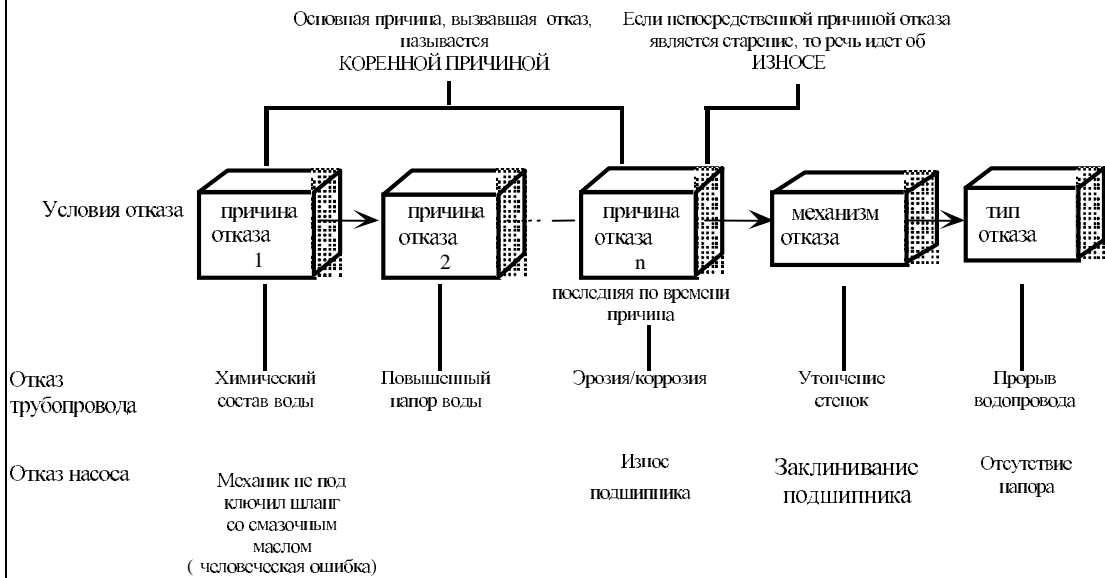 Основная причина, вызвавшая отказ,
называется
КОРЕННОЙ ПРИЧИНОЙ
Если непосредственной причиной отказа
является старение, то речь идет об
ИЗНОСЕ
Условия отказа
причина
отказа
1
причина
отказа
2
причина
отказа
n
механизм
отказа
тип
отказа
последняя по времени
причина
Отказ
трубопровода
Химический
состав воды
Повышенный
напор воды
Эрозия/коррозия
Утончение
стенок
Прорыв
водопровода
Отказ насоса
Механик не под
ключил шланг
со смазочным
маслом
( человеческая ошибка)
Износ
подшипника
Заклинивание
подшипника
Отсутствие
напора